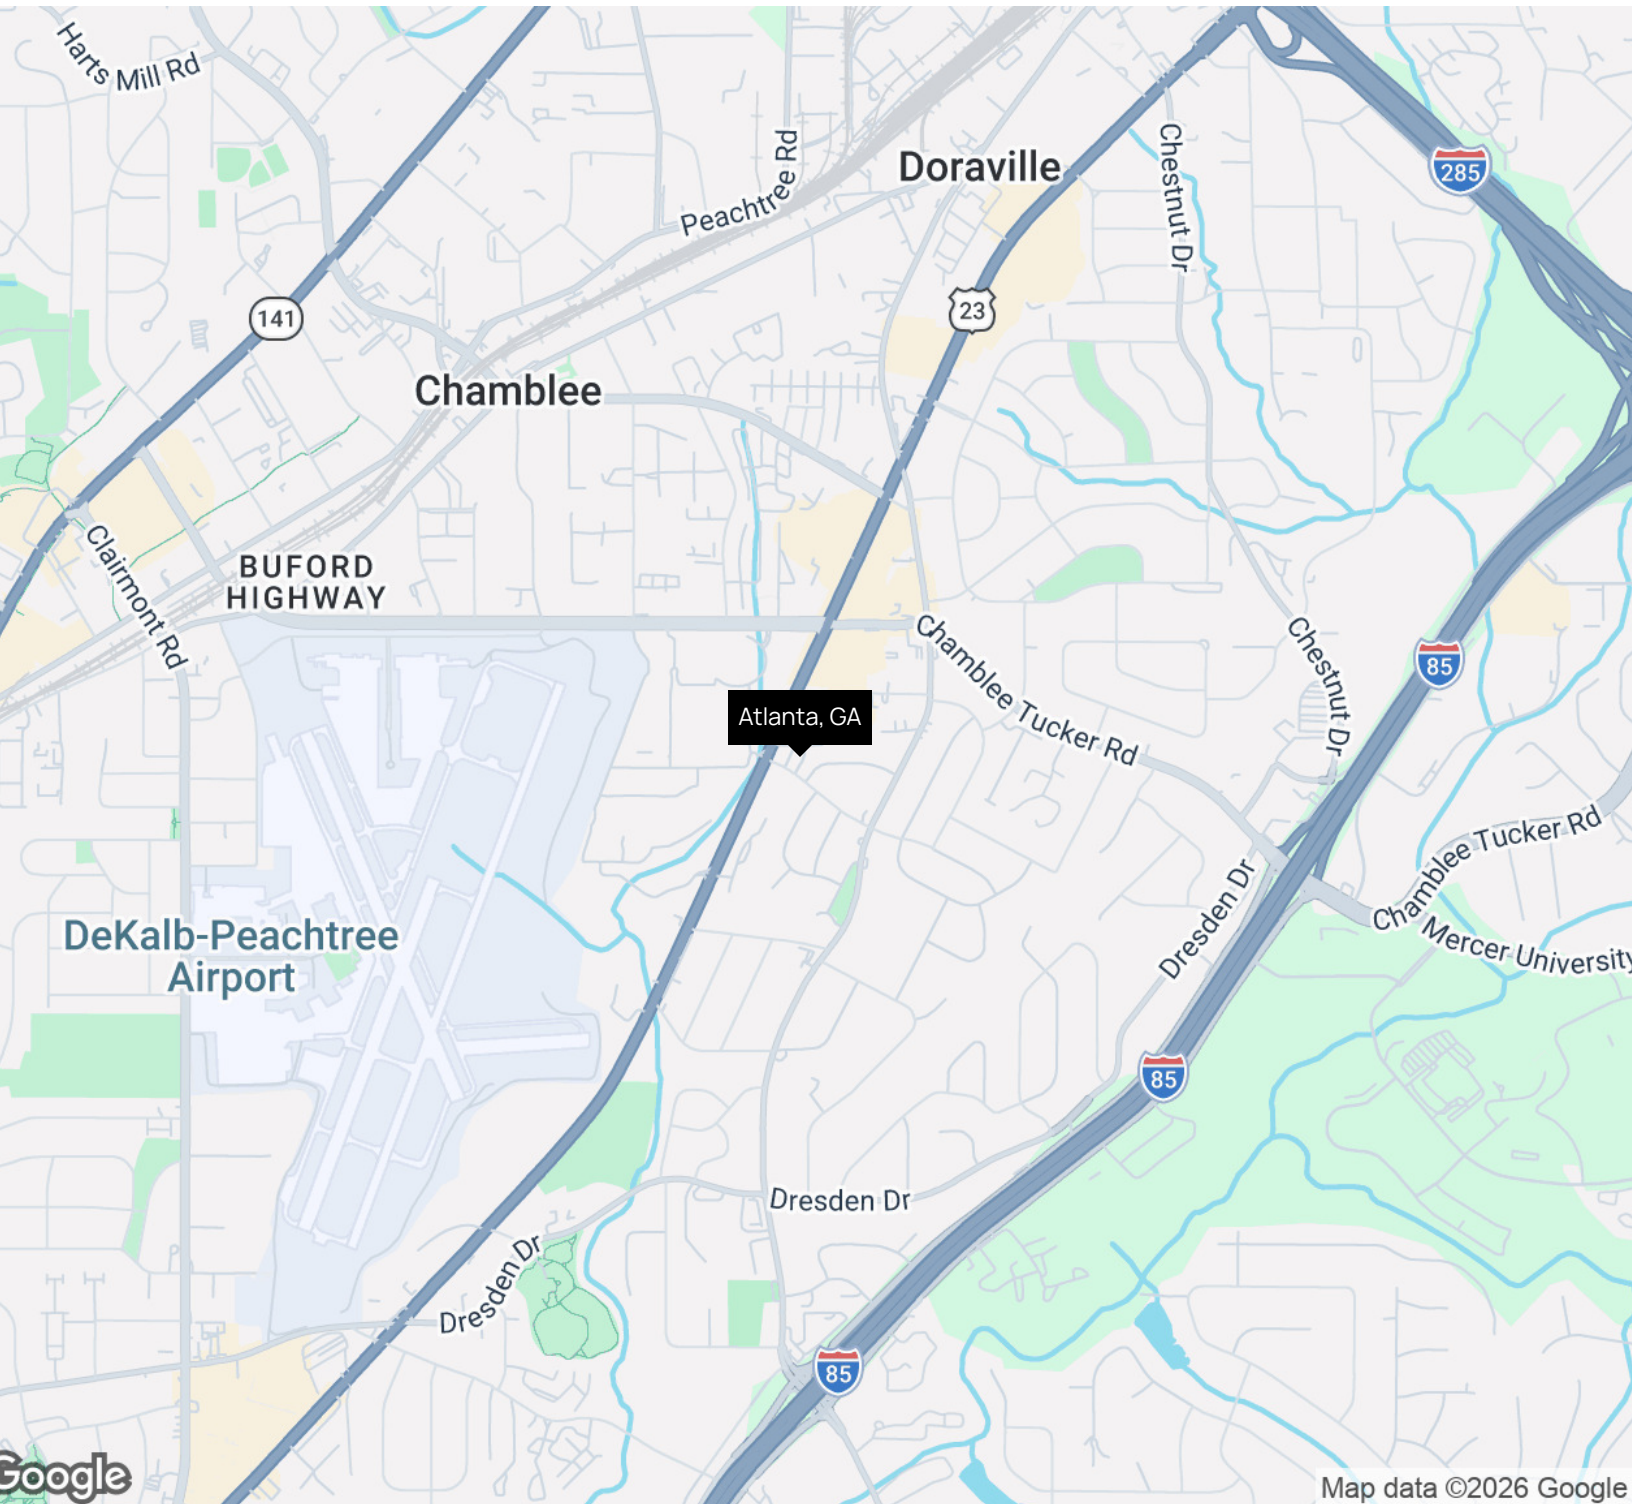 Harts Mill Rd
Peachtree Rd
Doraville
Chestnut Dr
285
23
141
Chamblee
Clairmont Rd
BUFORD
HIGHWAY
Chamblee Tucker Rd
Chestnut Dr
85
Atlanta, GA
Chamblee Tucker Rd
Dresden Dr
Mercer University
DeKalb-Peachtree
Airport
85
Dresden Dr
Dresden Dr
85
Google
Map data ©2026 Google